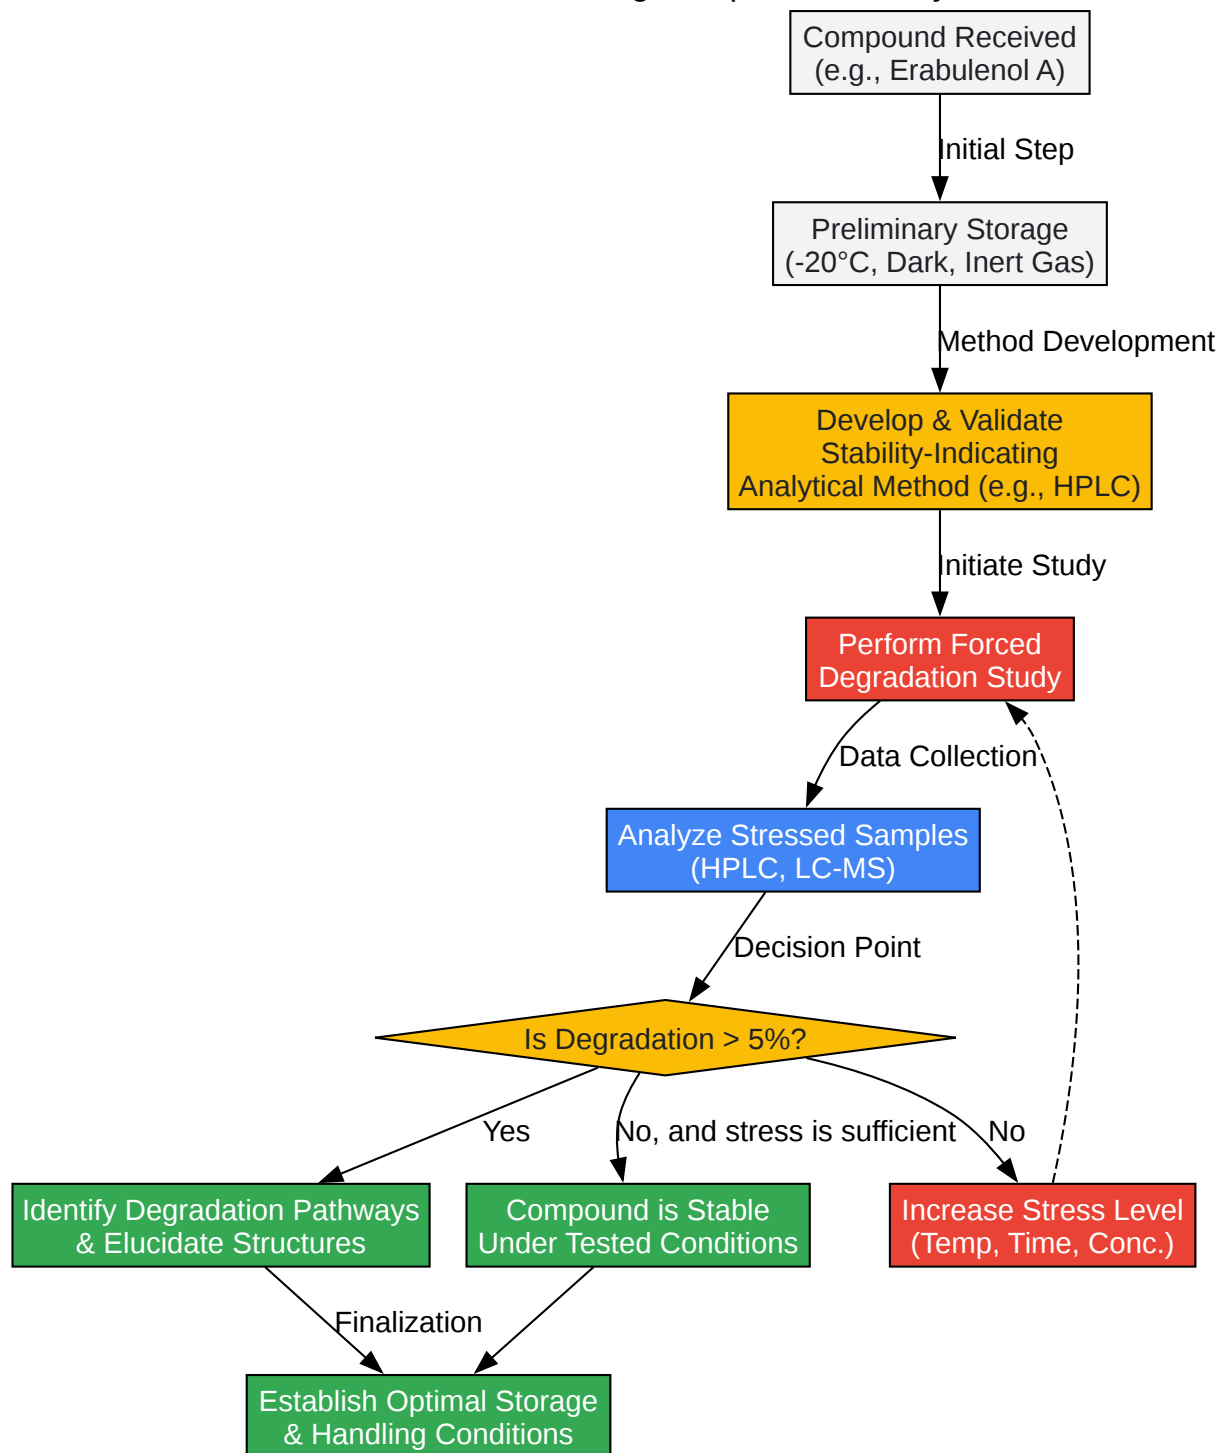 Compound Received
(e.g., Erabulenol A)
Initial Step
Preliminary Storage
(-20°C, Dark, Inert Gas)
Method Development
Develop & Validate
Stability-Indicating
Analytical Method (e.g., HPLC)
Initiate Study
Perform Forced
Degradation Study
Data Collection
Analyze Stressed Samples
(HPLC, LC-MS)
Decision Point
Is Degradation > 5%?
Yes
No, and stress is sufficient
No
Identify Degradation Pathways
& Elucidate Structures
Compound is Stable
Under Tested Conditions
Increase Stress Level
(Temp, Time, Conc.)
Finalization
Establish Optimal Storage
& Handling Conditions